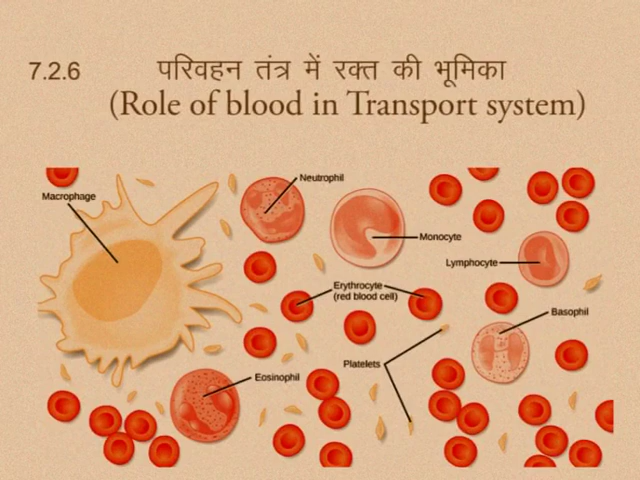 7.2.6 परिवहन तंत्र में रक्त की भूमिका
(Role of blood in Transport system)
Neutrophil
Macrophage
Monocyte
Lymphocyte
Erythrocyte
(red blood cell)
Basophil
Platelets
Eosinophil